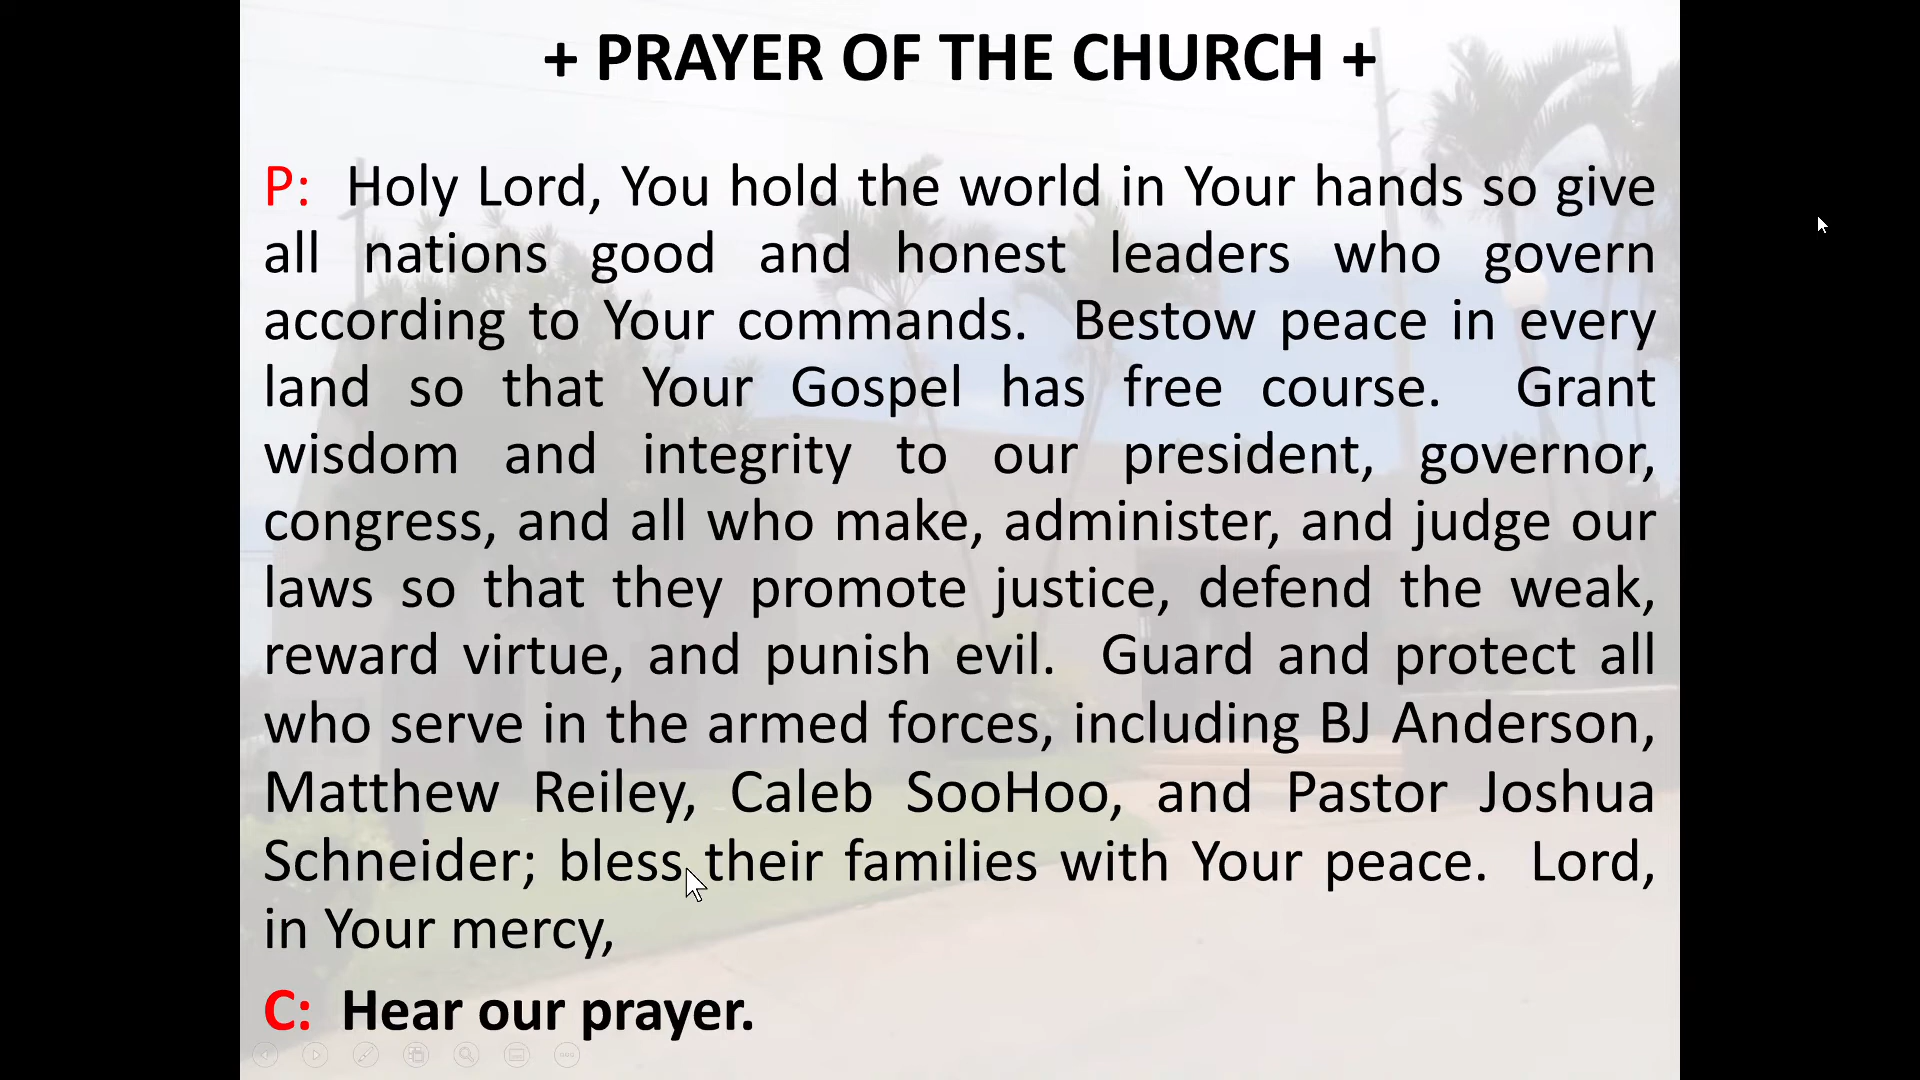 + PRAYER OF THE CHURCH +
P: Holy Lord, You hold the world in Your hands so give
all nations good and honest leaders who govern
according to Your commands. Bestow peace in every
land so that Your Gospel has free course. Grant
wisdom and integrity to our president, governor,
congress, and all who make, administer, and judge our
laws so that they promote justice, defend the weak,
reward virtue, and punish evil. Guard and protect all
who serve in the armed forces, including BJ Anderson,
Matthew Reiley, Caleb SooHoo, and Pastor Joshua
Schneider; bless their families with Your peace. Lord,
in Your mercy,
C: Hear our prayer.